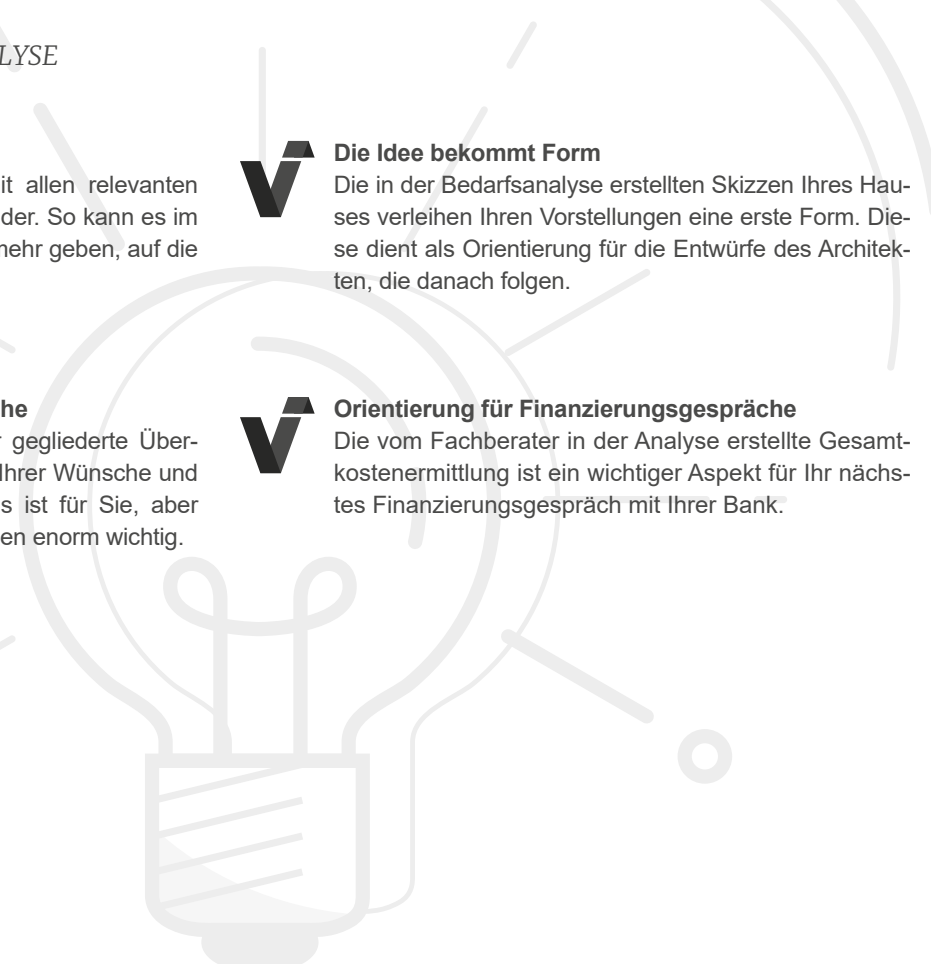 LYSE
it allen relevanten
der. So kann es im
mehr geben, auf die
che
r gegliederte Über-
Ihrer Wünsche und
s ist für Sie, aber
en enorm wichtig.
Die Idee bekommt Form
Die in der Bedarfsanalyse erstellten Skizzen Ihres Hau-
ses verleihen Ihren Vorstellungen eine erste Form. Die-
se dient als Orientierung für die Entwürfe des Architek-
ten, die danach folgen.
Orientierung für Finanzierungsgespräche
Die vom Fachberater in der Analyse erstellte Gesamt-
kostenermittlung ist ein wichtiger Aspekt für Ihr nächs-
tes Finanzierungsgespräch mit Ihrer Bank.